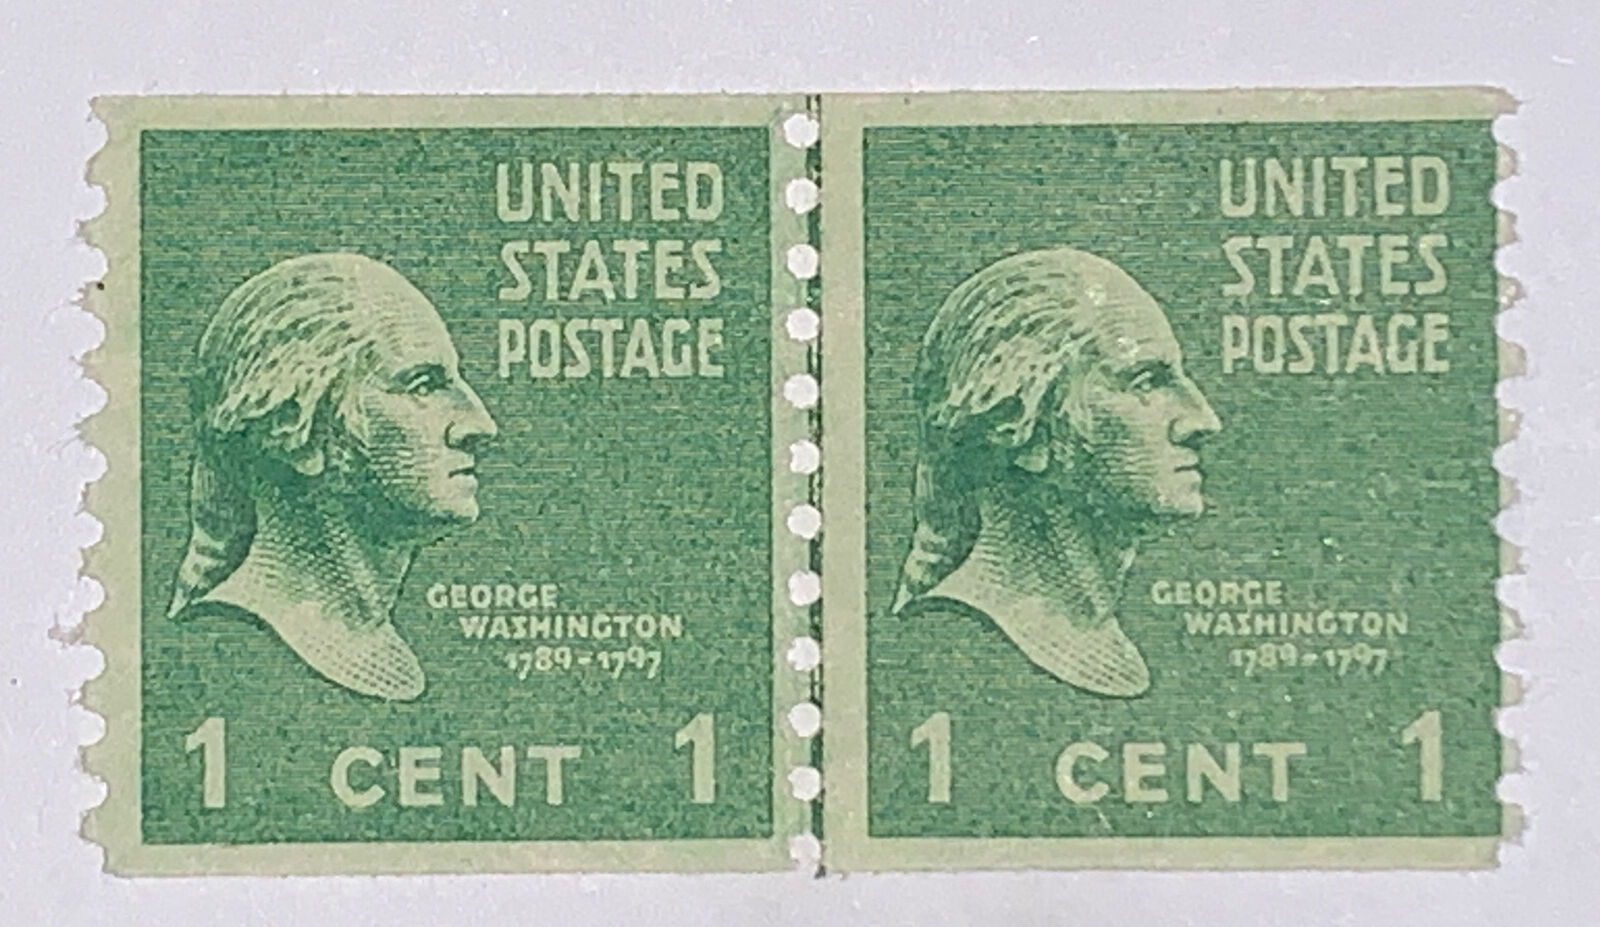 UNITED
STATES
POSTAGE
GEORGE
WASHINGTON
1789-1797
1 CENT 1
UNITED
STATES
POSTAGE
GEORGE
WASHINGTON
1789-1797
1 CENT 1